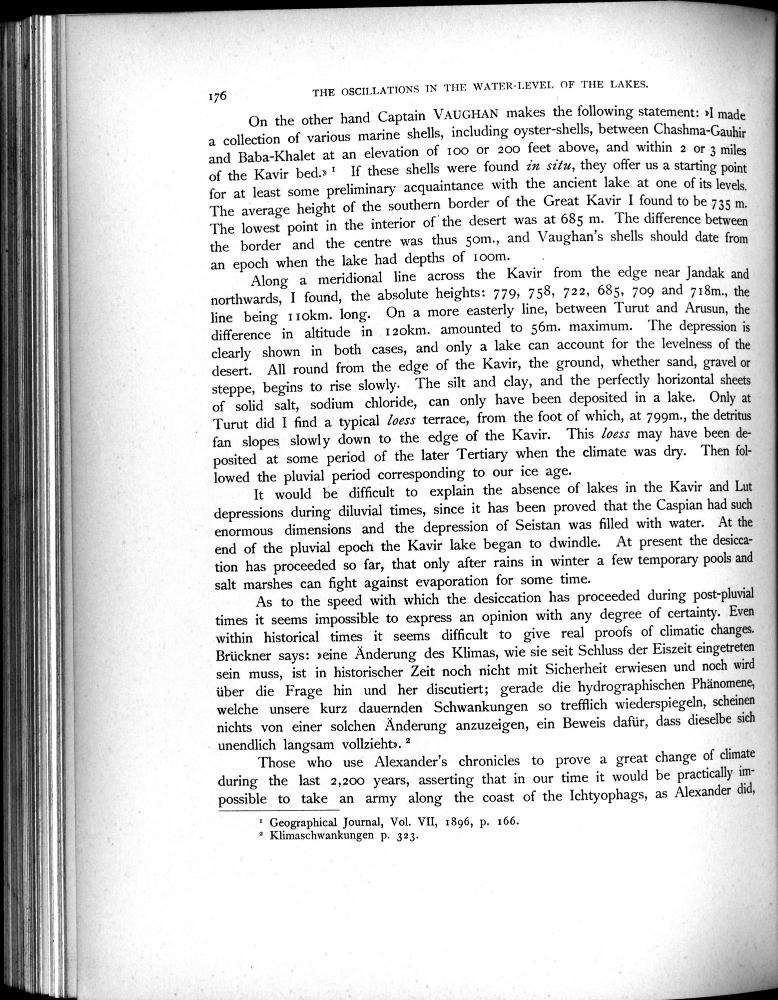 176
THE OSCILLATIONS IN THE WATER-LEVEL OF THE LAKES.
On the other hand Captain VAUGHAN makes the following statement: »I made
a collection of various marine shells, including oyster-shells, between Chashma-Gauhir
and Baba-Khalet at an elevation of 100 or 200 feet above, and within 2 or 3 miles
of the Kavir bed.» 1 If these shells were found in situ, they offer us a starting point
for at least some preliminary acquaintance with the ancient lake at one of its levels.
The average height of the southern border of the Great Kavir I found to be 735 m.
The lowest point in the interior of the desert was at 685 m. The difference between
the border and the centre was thus 50m., and Vaughan's shells should date from
an epoch when the lake had depths of 100m.
Along a meridional line across the Kavir from the edge near Jandak and
northwards, I found, the absolute heights: 779, 758, 722, 685, 709 and 718m., the
line being 110km. long. On a more easterly line, between Turut and Arusun, the
difference in altitude in 120km. amounted to 56m. maximum. The depression is
clearly shown in both cases, and only a lake can account for the levelness of the
desert. All round from the edge of the Kavir, the ground, whether sand, gravel or
steppe, begins to rise slowly. The silt and clay, and the perfectly horizontal sheets
of solid salt, sodium chloride, can only have been deposited in a lake. Only at
Turut did I find a typical loess terrace, from the foot of which, at 799m., the detritus
fan slopes slowly down to the edge of the Kavir. This loess may have been de-
posited at some period of the later Tertiary when the climate was dry. Then fol-
lowed the pluvial period corresponding to our ice age.
It would be difficult to explain the absence of lakes in the Kavir and Lut
depressions during diluvial times, since it has been proved that the Caspian had such
enormous dimensions and the depression of Seistan was filled with water. At the
end of the pluvial epoch the Kavir lake began to dwindle. At present the desicca-
tion has proceeded so far, that only after rains in winter a few temporary pools and
salt marshes can fight against evaporation for some time.
As to the speed with which the desiccation has proceeded during post-pluvial
times it seems impossible to express an opinion with any degree of certainty. Even
within historical times it seems difficult to give real proofs of climatic changes.
Brückner says: »eine Änderung des Klimas, wie sie seit Schluss der Eiszeit eingetreten
sein muss, ist in historischer Zeit noch nicht mit Sicherheit erwiesen und noch wird
über die Frage hin und her discutiert; gerade die hydrographischen Phänomene,
welche unsere kurz dauernden Schwankungen so trefflich wiederspiegeln, scheinen
nichts von einer solchen Änderung anzuzeigen, ein Beweis dafür, dass dieselbe sich
unendlich langsam vollzieht». 2
Those who use Alexander's chronicles to prove a great change of climate
during the last 2,200 years, asserting that in our time it would be practically im-
possible to take an army along the coast of the Ichtyophags, as Alexander did,
1 Geographical Journal, Vol. VII, 1896, p. 166.
2 Klimaschwankungen p. 323.